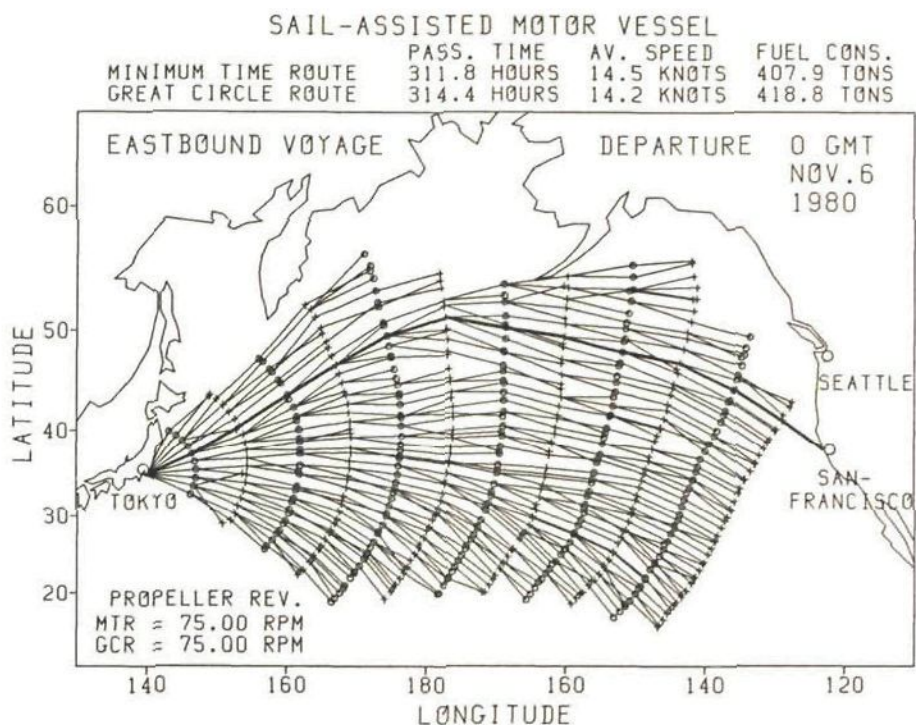 SAIL-ASSISTED MOTOR VESSEL
PASS. TIME AV. SPEED FUEL CONS.
MINIMUM TIME ROUTE 311.8 HOURS 14.5 KNOTS 407.9 TONS
GREAT CIRCLE ROUTE 314.4 HOURS 14.2 KNOTS 418.8 TONS
EASTBOUND VOYAGE DEPARTURE 0 GMT
NOV.6
1980
60
50
40
30
20
LATITUDE
SEATTLE
SAN-
FRANCISCO
TOKYO
PROPELLER REV.
MTR = 75.00 RPM
GCR = 75.00 RPM
140 160 180 160 140 120
LONGITUDE